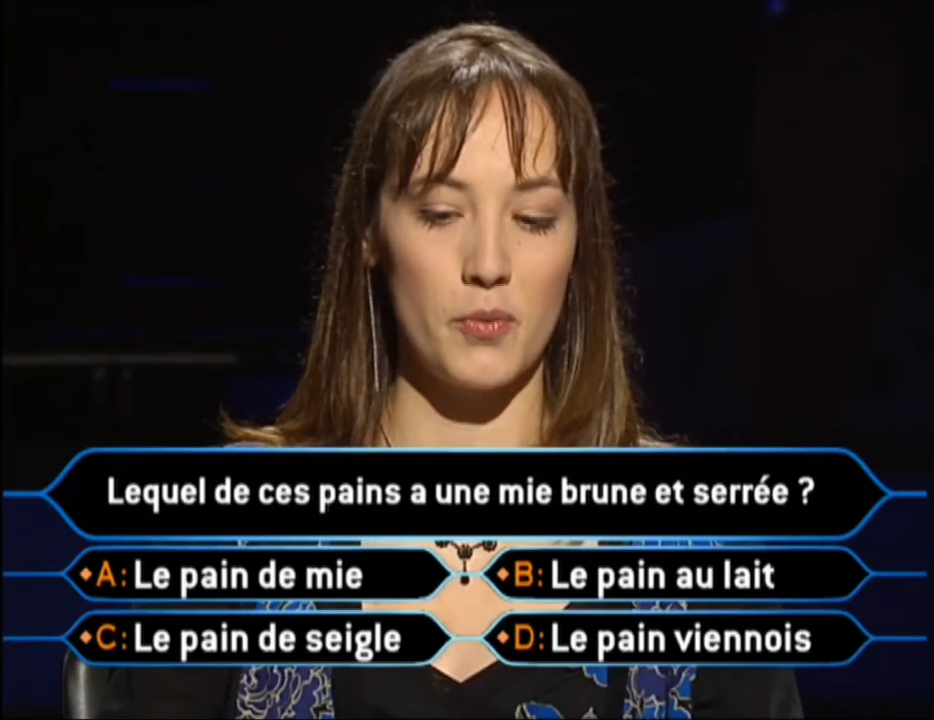 Lequel de ces pains a une mie brune et serrée ?
A: Le pain de mie
B: Le pain au lait
C: Le pain de seigle
D: Le pain viennois